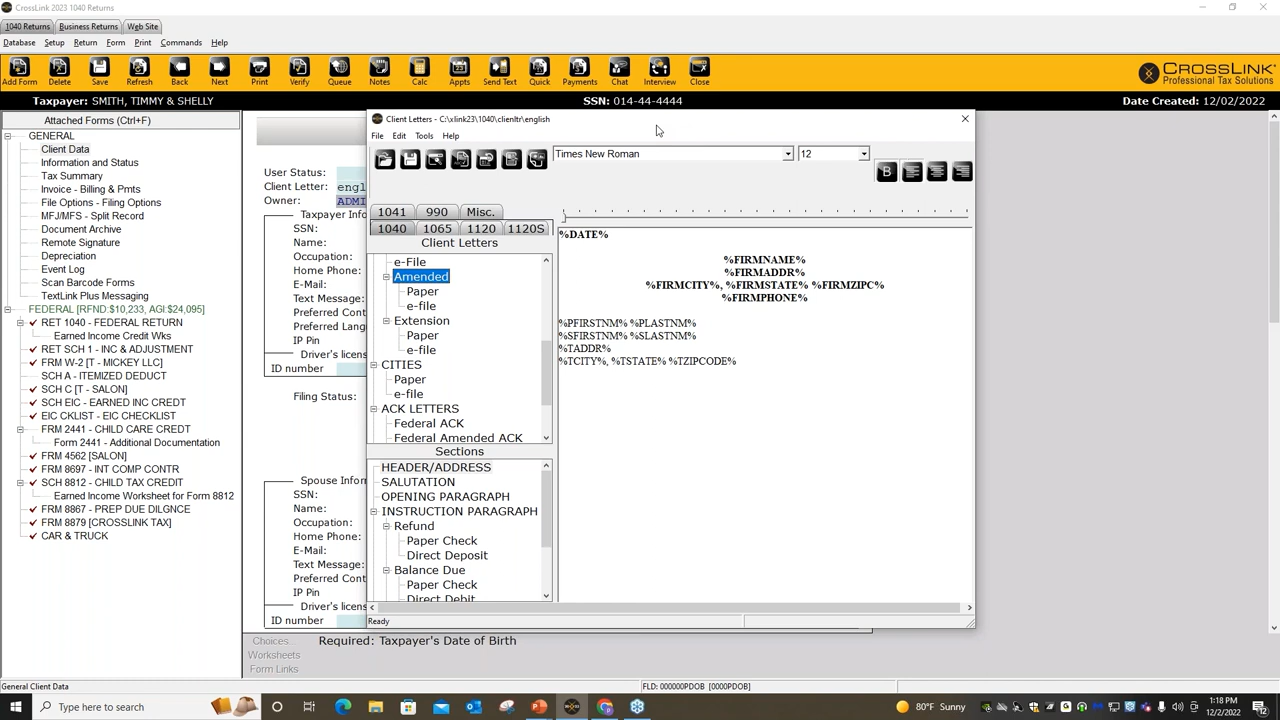 CrossLink 2023 1040 Returns
1040 Returns
Business Returns
Web Site
Database
Setup
Return
Form
Print
Commands
Help
Add Form
Delete
Save
Refresh
Back
Next
Print
Verify
Queue
Notes
Calc
Appts
Send Text
Quick
Payments
Chat
Interview
Close
CROSSLINK
Professional Tax Solutions
Taxpayer: SMITH, TIMMY & SHELLY
SSN: 014-44-4444
Date Created: 12/02/2022
Attached Forms (Ctrl+F)
GENERAL
Client Data
Information and Status
Tax Summary
Invoice - Billing & Pmts
File Options - Filing Options
MFJ/MFS - Split Record
Document Archive
Remote Signature
Depreciation
Event Log
Scan Barcode Forms
TextLink Plus Messaging
FEDERAL [RFND:$10,233, AGI:$24,095]
RET 1040 - FEDERAL RETURN
Earned Income Credit Wks
RET SCH 1 - INC & ADJUSTMENT
FRM W-2 [T - MICKEY LLC]
SCH A - ITEMIZED DEDUCT
SCH C [T - SALON]
SCH EIC - EARNED INC CREDT
EIC CKLIST - EIC CHECKLIST
FRM 2441 - CHILD CARE CREDT
Form 2441 - Additional Documentation
FRM 4562 [SALON]
FRM 8697 - INT COMP CONTR
SCH 8812 - CHILD TAX CREDIT
Earned Income Worksheet for Form 8812
FRM 8867 - PREP DUE DILGNCE
FRM 8879 [CROSSLINK TAX]
CAR & TRUCK
User Status:
Client Letter: engl
Owner: ADMI
Taxpayer Info
SSN:
Name:
Occupation:
Home Phone:
E-Mail:
Text Message:
Preferred Cont
Preferred Lang
IP Pin
Driver's licens
ID number
Filing Status:
Spouse Inform
SSN:
Name:
Occupation:
Home Phone:
E-Mail:
Text Message:
Preferred Cont
IP Pin
Driver's licens
ID number
Client Letters - C:\xlink23\1040\clienltr\english
File
Edit
Tools
Help
Times New Roman
12
B
1041
990
Misc.
1040
1065
1120
1120S
Client Letters
e-File
Amended
Paper
e-file
Extension
Paper
e-file
CITIES
Paper
e-file
ACK LETTERS
Federal ACK
Federal Amended ACK
Sections
HEADER/ADDRESS
SALUTATION
OPENING PARAGRAPH
INSTRUCTION PARAGRAPH
Refund
Paper Check
Direct Deposit
Balance Due
Paper Check
Direct Debit
%DATE%
%FIRMNAME%
%FIRMADDR%
%FIRMCITY%, %FIRMSTATE% %FIRMZIPC%
%FIRMPHONE%
%PFIRSTNM% %PLASTNM%
%SFIRSTNM% %SLASTNM%
%TADDR%
%TCITY%, %TSTATE% %TZIPCODE%
Ready
Choices
Worksheets
Form Links
Required: Taxpayer's Date of Birth
General Client Data
FLD: 000000PDOB [0000PDOB]
Type here to search
80°F Sunny
1:18 PM
12/2/2022